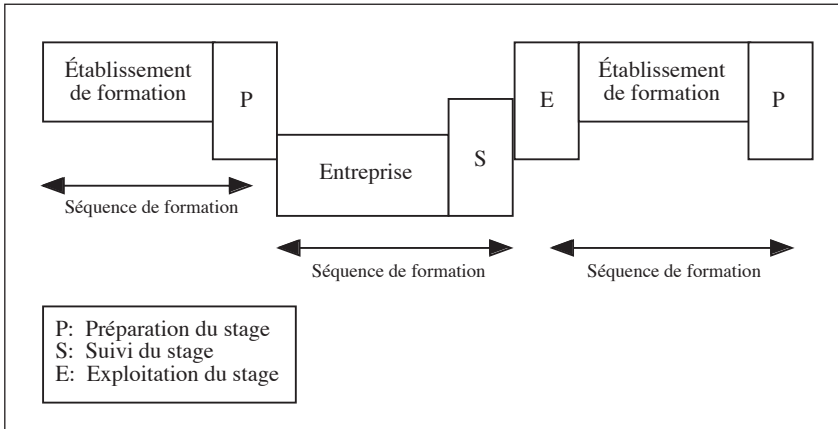 Établissement
de formation
P
Entreprise
S
E
Établissement
de formation
P
Séquence de formation
Séquence de formation
Séquence de formation
P: Préparation du stage
S: Suivi du stage
E: Exploitation du stage